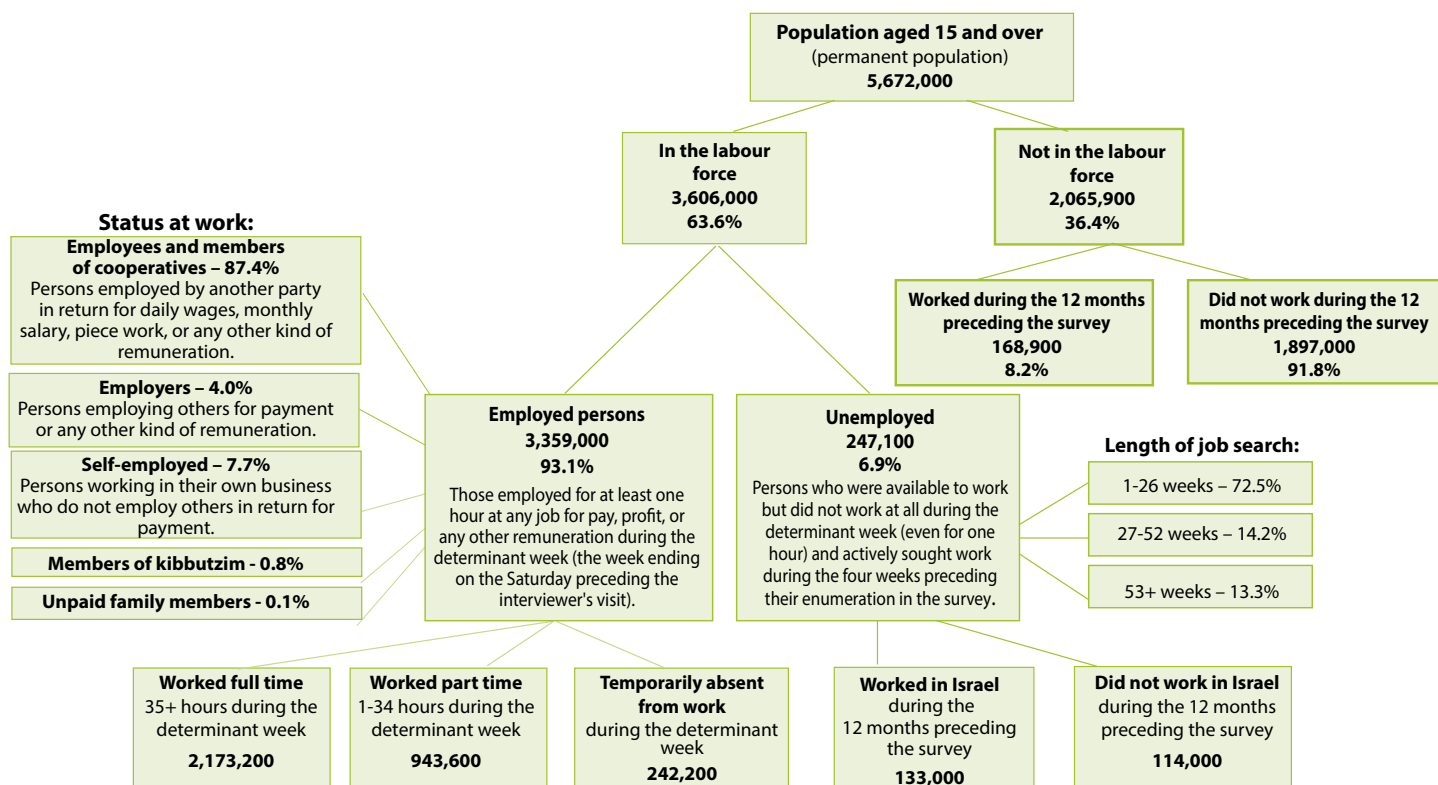 Population aged 15 and over
(permanent population)
5,672,000
In the labour
force
3,606,000
63.6%
Not in the labour
force
2,065,900
36.4%
Worked during the 12 months
preceding the survey
168,900
8.2%
Did not work during the 12
months preceding the survey
1,897,000
91.8%
Status at work:
Employees and members
of cooperatives – 87.4%
Persons employed by another party
in return for daily wages, monthly
salary, piece work, or any other kind of
remuneration.
Employers – 4.0%
Persons employing others for payment
or any other kind of remuneration.
Self-employed – 7.7%
Persons working in their own business
who do not employ others in return for
payment.
Members of kibbutzim - 0.8%
Unpaid family members - 0.1%
Employed persons
3,359,000
93.1%
Those employed for at least one
hour at any job for pay, profit, or
any other remuneration during the
determinant week (the week ending
on the Saturday preceding the
interviewer's visit).
Unemployed
247,100
6.9%
Persons who were available to work
but did not work at all during the
determinant week (even for one
hour) and actively sought work
during the four weeks preceding
their enumeration in the survey.
Length of job search:
1-26 weeks – 72.5%
27-52 weeks – 14.2%
53+ weeks – 13.3%
Worked full time
35+ hours during the
determinant week
2,173,200
Worked part time
1-34 hours during the
determinant week
943,600
Temporarily absent
from work
during the determinant
week
242,200
Worked in Israel
during the
12 months preceding
the survey
133,000
Did not work in Israel
during the 12 months
preceding the survey
114,000